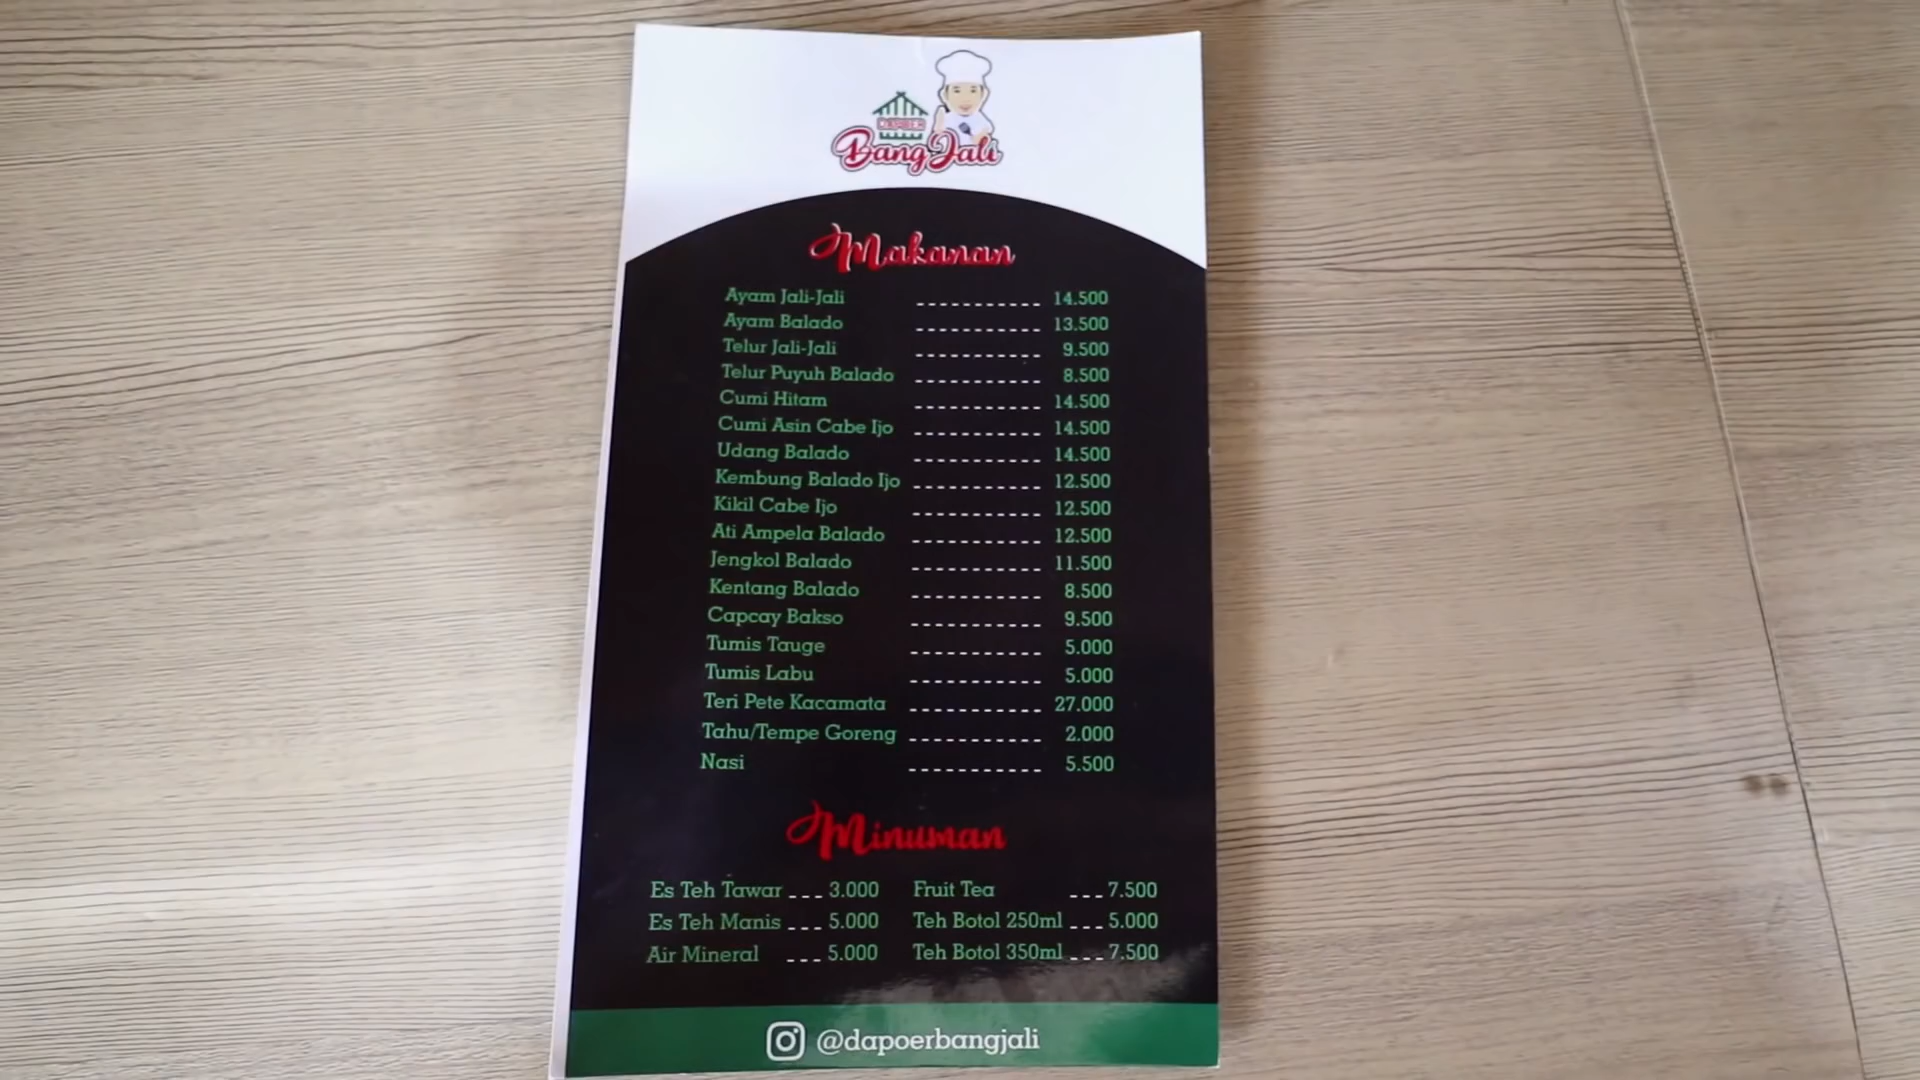 DAPOER
Bang Jali
Makanan
Ayam Jali-Jali ----------- 14.500
Ayam Balado ----------- 13.500
Telur Jali-Jali ----------- 9.500
Telur Puyuh Balado ----------- 8.500
Cumi Hitam ----------- 14.500
Cumi Asin Cabe Ijo ----------- 14.500
Udang Balado ----------- 14.500
Kembung Balado Ijo ----------- 12.500
Kikil Cabe Ijo ----------- 12.500
Ati Ampela Balado ----------- 12.500
Jengkol Balado ----------- 11.500
Kentang Balado ----------- 8.500
Capcay Bakso ----------- 9.500
Tumis Tauge ----------- 5.000
Tumis Labu ----------- 5.000
Teri Pete Kacamata ----------- 27.000
Tahu/Tempe Goreng ----------- 2.000
Nasi ----------- 5.500
Minuman
Es Teh Tawar --- 3.000 Fruit Tea --- 7.500
Es Teh Manis --- 5.000 Teh Botol 250ml --- 5.000
Air Mineral --- 5.000 Teh Botol 350ml --- 7.500
@dapoerbangjali